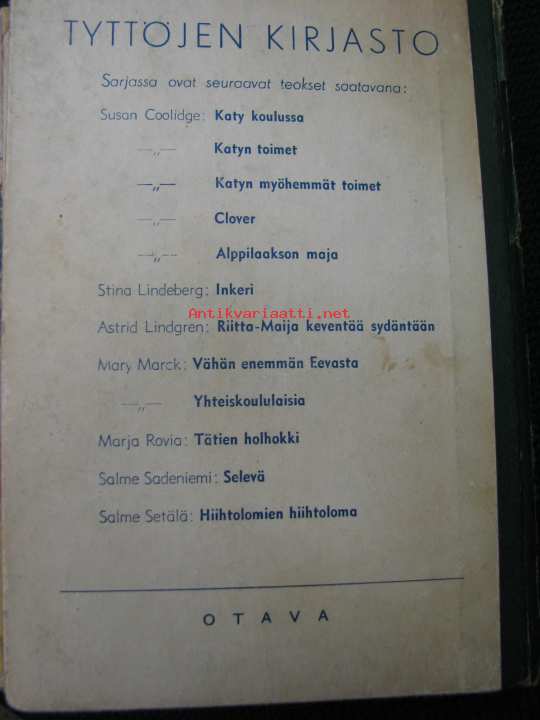 TYTTÖJEN KIRJASTO
Sarjassa ovat seuraavat teokset saatavana:
Susan Coolidge: Katy koulussa
—„— Katyn toimet
—„— Katyn myöhemmät toimet
—„— Clover
—„— Alppilaakson maja
Stina Lindeberg: Inkeri
Antikvariaatti.net
Astrid Lindgren: Riitta-Maija keventää sydäntään
Mary Marck: Vähän enemmän Eevasta
—„— Yhteiskoululaisia
Marja Rovia: Tätien holhokki
Salme Sadeniemi: Selevä
Salme Setälä: Hiihtolomien hiihtoloma
OTAVA